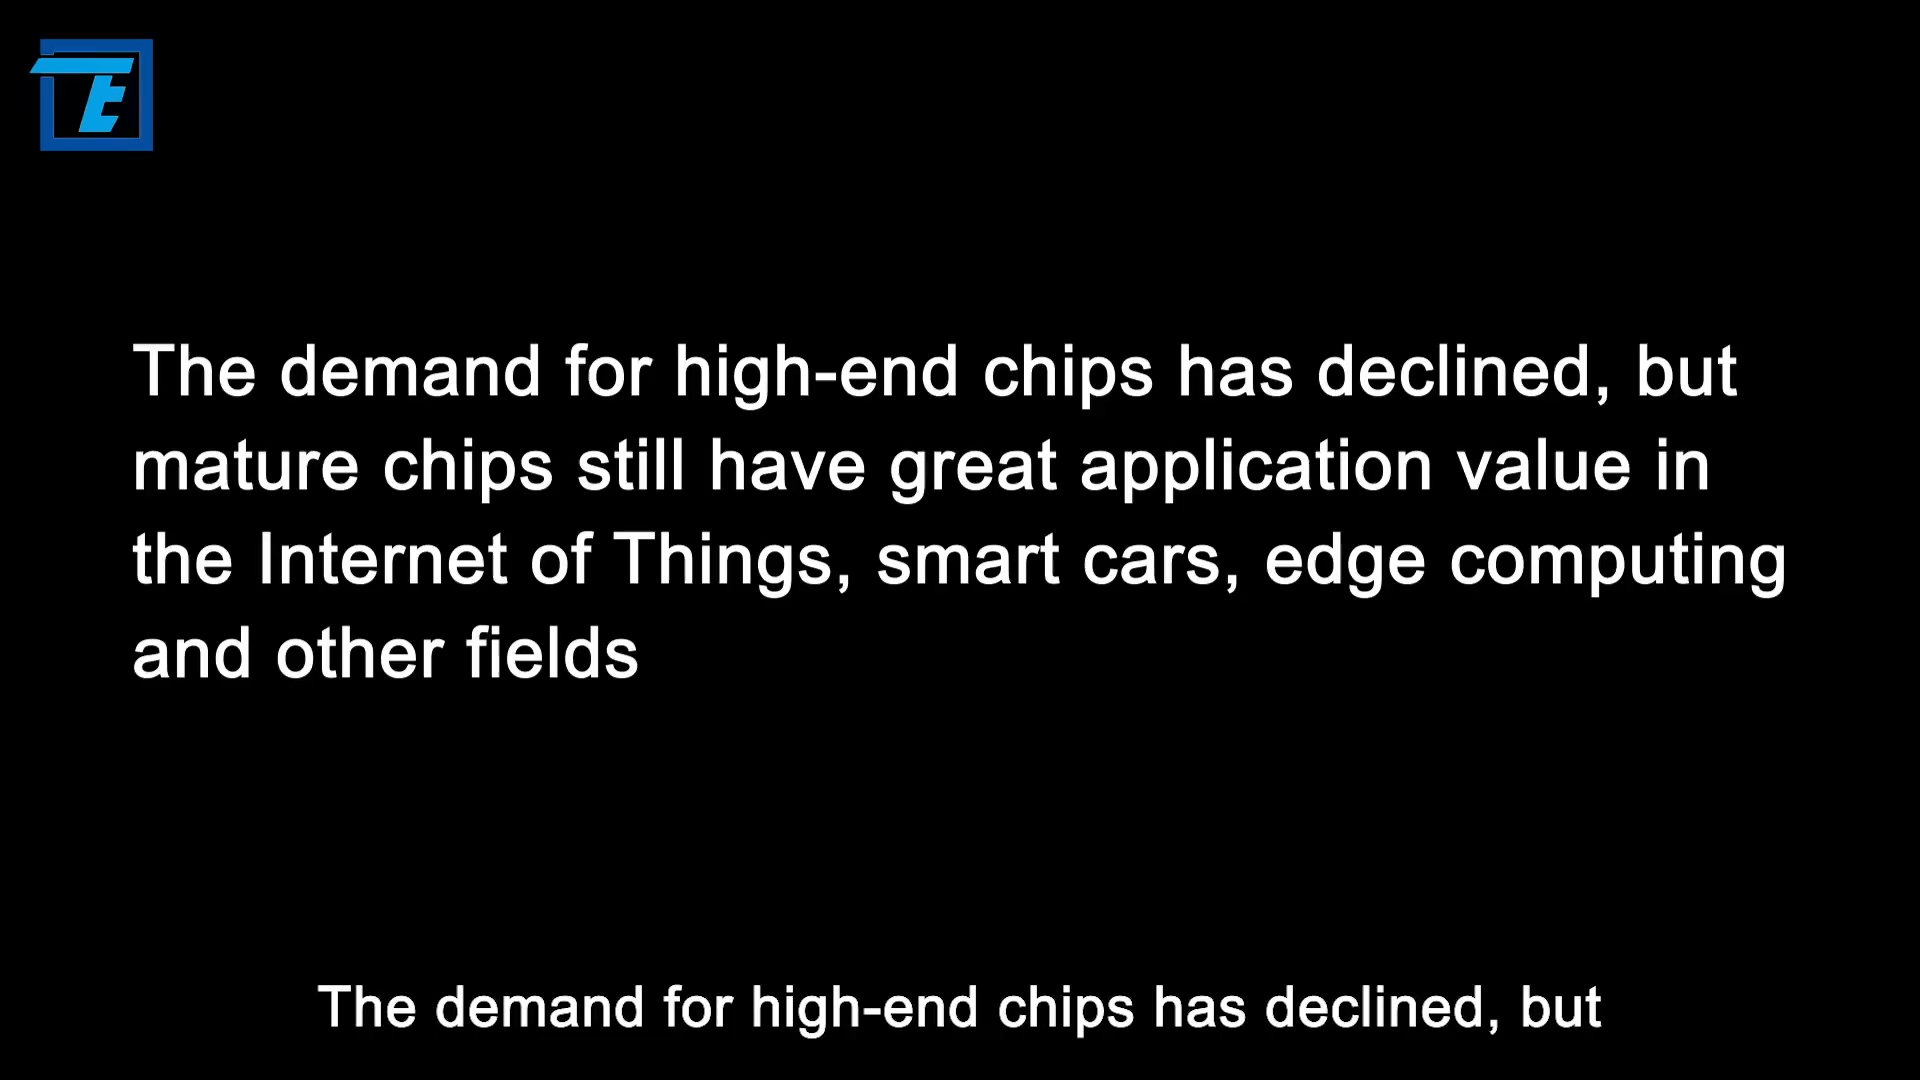 TE
The demand for high-end chips has declined, but
mature chips still have great application value in
the Internet of Things, smart cars, edge computing
and other fields
The demand for high-end chips has declined, but